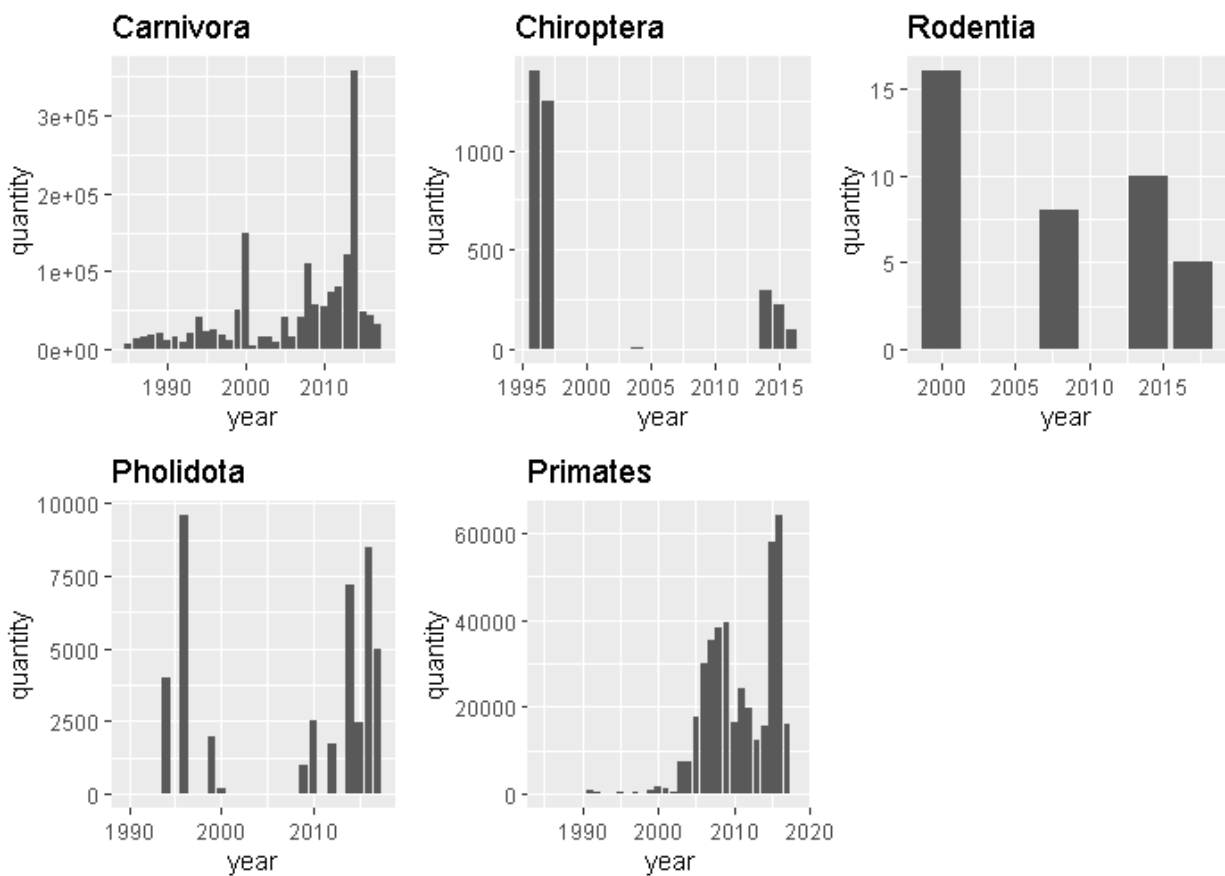 Carnivora
3e+05
2e+05
1e+05
0e+00
quantity
1990 2000 2010
year
Chiroptera
1000
500
0
quantity
1995 2000 2005 2010 2015
year
Rodentia
15
10
5
0
quantity
2000 2005 2010 2015
year
Pholidota
10000
7500
5000
2500
0
quantity
1990 2000 2010
year
Primates
60000
40000
20000
0
quantity
1990 2000 2010 2020
year